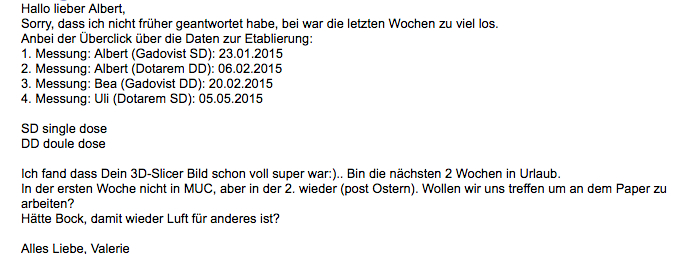 Hallo lieber Albert,
Sorry, dass ich nicht früher geantwortet habe, bei war die letzten Wochen zu viel los.
Anbei der Überclick über die Daten zur Etablierung:
1. Messung: Albert (Gadovist SD): 23.01.2015
2. Messung: Albert (Dotarem DD): 06.02.2015
3. Messung: Bea (Gadovist DD): 20.02.2015
4. Messung: Uli (Dotarem SD): 05.05.2015
SD single dose
DD doule dose
Ich fand dass Dein 3D-Slicer Bild schon voll super war:).. Bin die nächsten 2 Wochen in Urlaub.
In der ersten Woche nicht in MUC, aber in der 2. wieder (post Ostern). Wollen wir uns treffen um an dem Paper zu
arbeiten?
Hätte Bock, damit wieder Luft für anderes ist?
Alles Liebe, Valerie